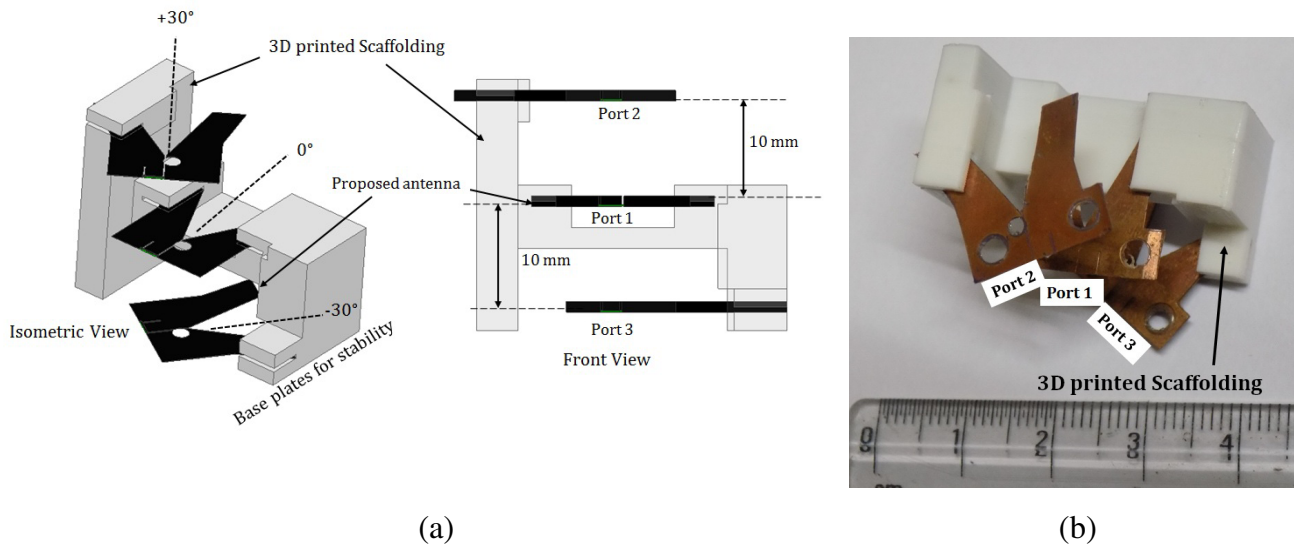 +30°
3D printed Scaffolding
0°
Proposed antenna
-30°
Isometric View
Base plates for stability
Port 2
10 mm
Port 1
10 mm
Port 3
Front View
Port 2
Port 1
Port 3
3D printed Scaffolding
0 1 2 3 4
cm
(a)
(b)